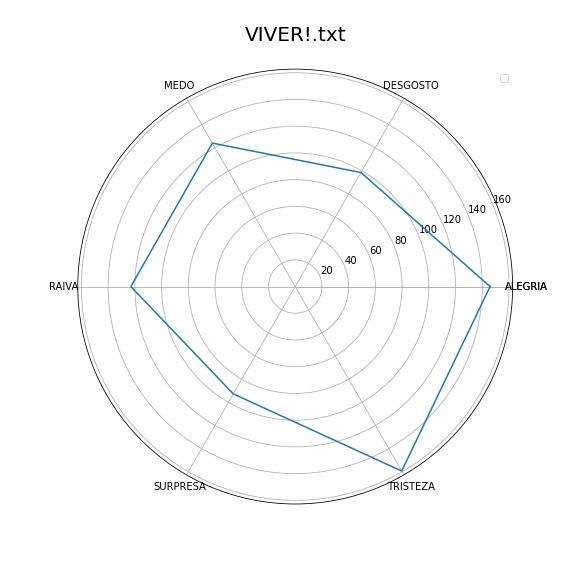 VIVER!.txt
MEDO
DESGOSTO
160
140
120
100
80
60
40
20
RAIVA
ALEGRIA
SURPRESA
TRISTEZA